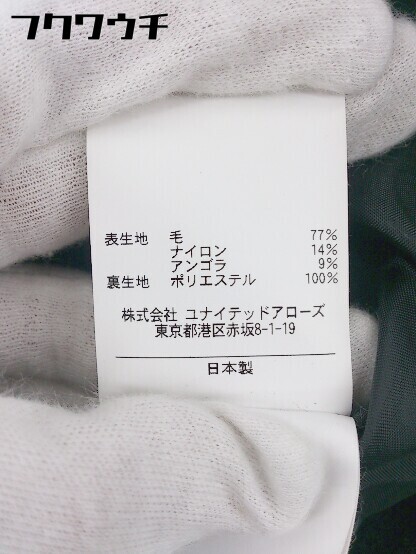 フクワウチ
表生地 毛 77%
ナイロン 14%
アンゴラ 9%
裏生地 ポリエステル 100%
株式会社 ユナイテッドアローズ
東京都港区赤坂8-1-19
日本製